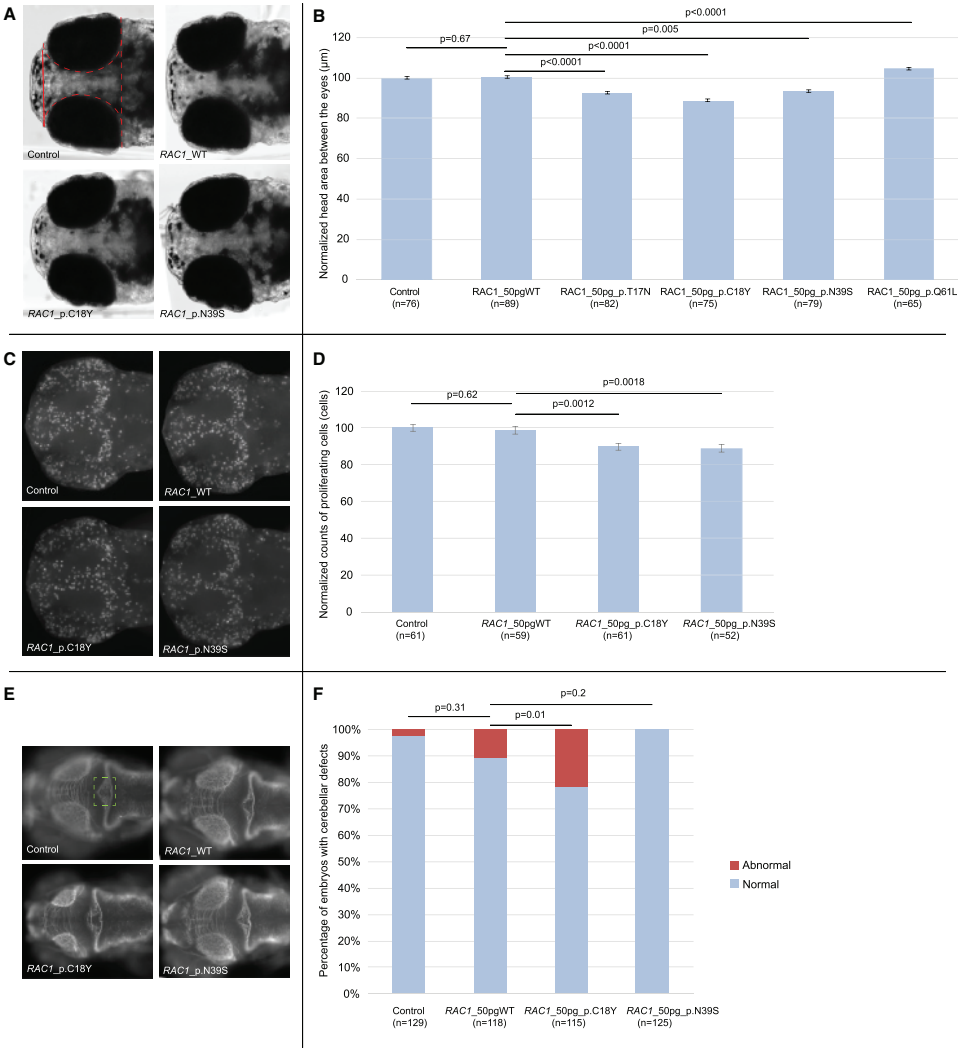 A
Control
RAC1_WT
RAC1_p.C18Y
RAC1_p.N39S
B
p<0.0001
p=0.005
p=0.67
p<0.0001
p<0.0001
Normalized head area between the eyes (µm)
120
100
80
60
40
20
0
Control
(n=76)
RAC1_50pgWT
(n=89)
RAC1_50pg_p.T17N
(n=82)
RAC1_50pg_p.C18Y
(n=75)
RAC1_50pg_p.N39S
(n=79)
RAC1_50pg_p.Q61L
(n=65)
C
Control
RAC1_WT
RAC1_p.C18Y
RAC1_p.N39S
D
p=0.0018
p=0.62
p=0.0012
Normalized counts of proliferating cells (cells)
120
100
80
60
40
20
0
Control
(n=61)
RAC1_50pgWT
(n=59)
RAC1_50pg_p.C18Y
(n=61)
RAC1_50pg_p.N39S
(n=52)
E
Control
RAC1_WT
RAC1_p.C18Y
RAC1_p.N39S
F
p=0.2
p=0.31
p=0.01
Percentage of embryos with cerebellar defects
100%
90%
80%
70%
60%
50%
40%
30%
20%
10%
0%
Control
(n=129)
RAC1_50pgWT
(n=118)
RAC1_50pg_p.C18Y
(n=115)
RAC1_50pg_p.N39S
(n=125)
Abnormal
Normal